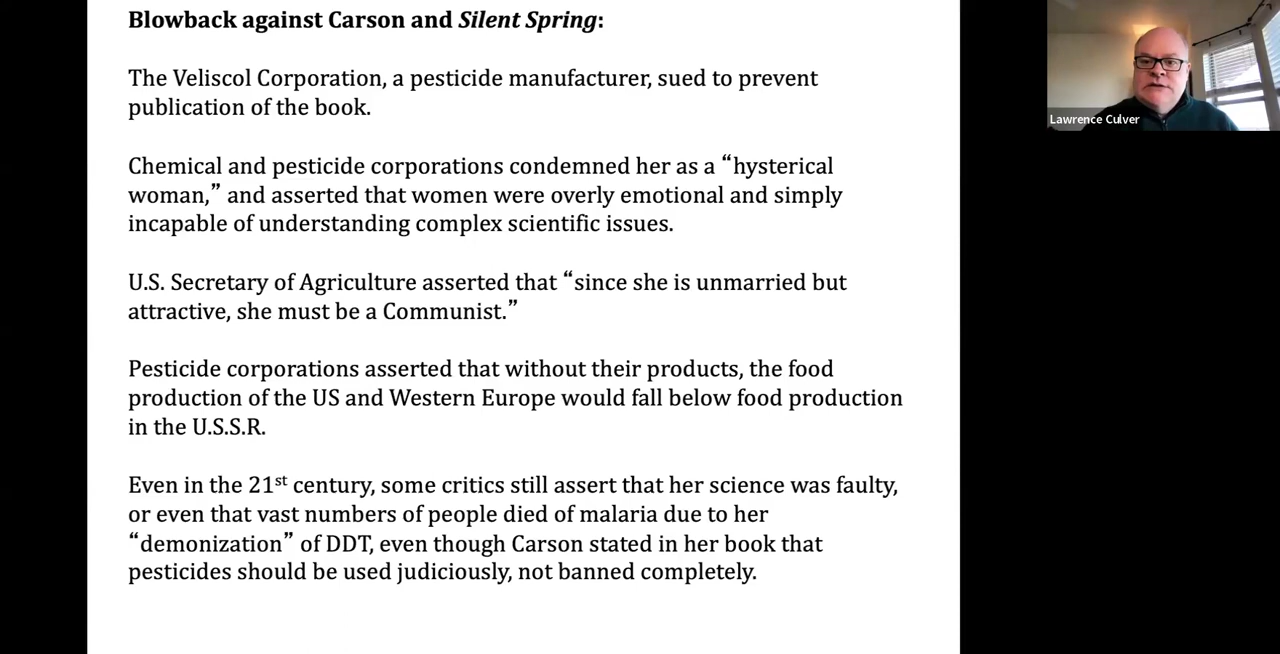 Blowback against Carson and Silent Spring:
The Veliscol Corporation, a pesticide manufacturer, sued to prevent
publication of the book.
Chemical and pesticide corporations condemned her as a “hysterical
woman,” and asserted that women were overly emotional and simply
incapable of understanding complex scientific issues.
U.S. Secretary of Agriculture asserted that “since she is unmarried but
attractive, she must be a Communist.”
Pesticide corporations asserted that without their products, the food
production of the US and Western Europe would fall below food production
in the U.S.S.R.
Even in the 21st century, some critics still assert that her science was faulty,
or even that vast numbers of people died of malaria due to her
“demonization” of DDT, even though Carson stated in her book that
pesticides should be used judiciously, not banned completely.
Lawrence Culver